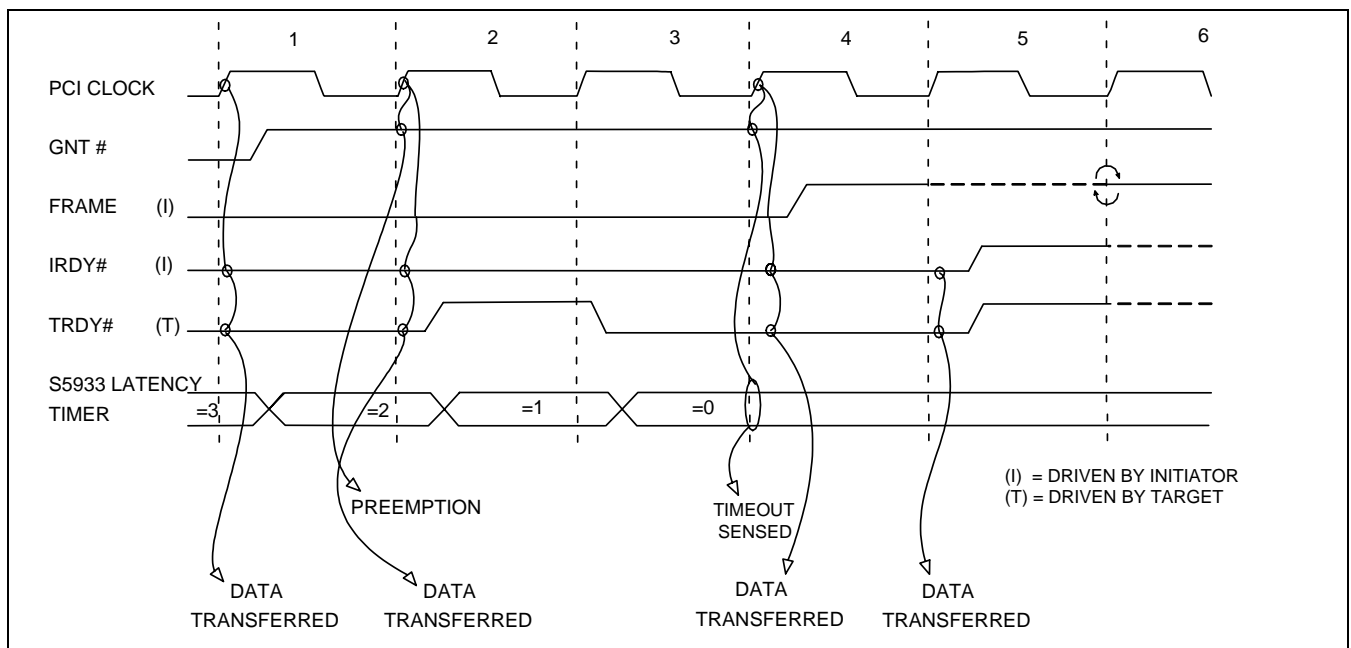 1 2 3 4 5 6
PCI CLOCK
GNT #
FRAME (I)
IRDY# (I)
TRDY# (T)
S5933 LATENCY
TIMER =3 =2 =1 =0
(I) = DRIVEN BY INITIATOR
(T) = DRIVEN BY TARGET
PREEMPTION
TIMEOUT
SENSED
DATA
TRANSFERRED
DATA
TRANSFERRED
DATA
TRANSFERRED
DATA
TRANSFERRED